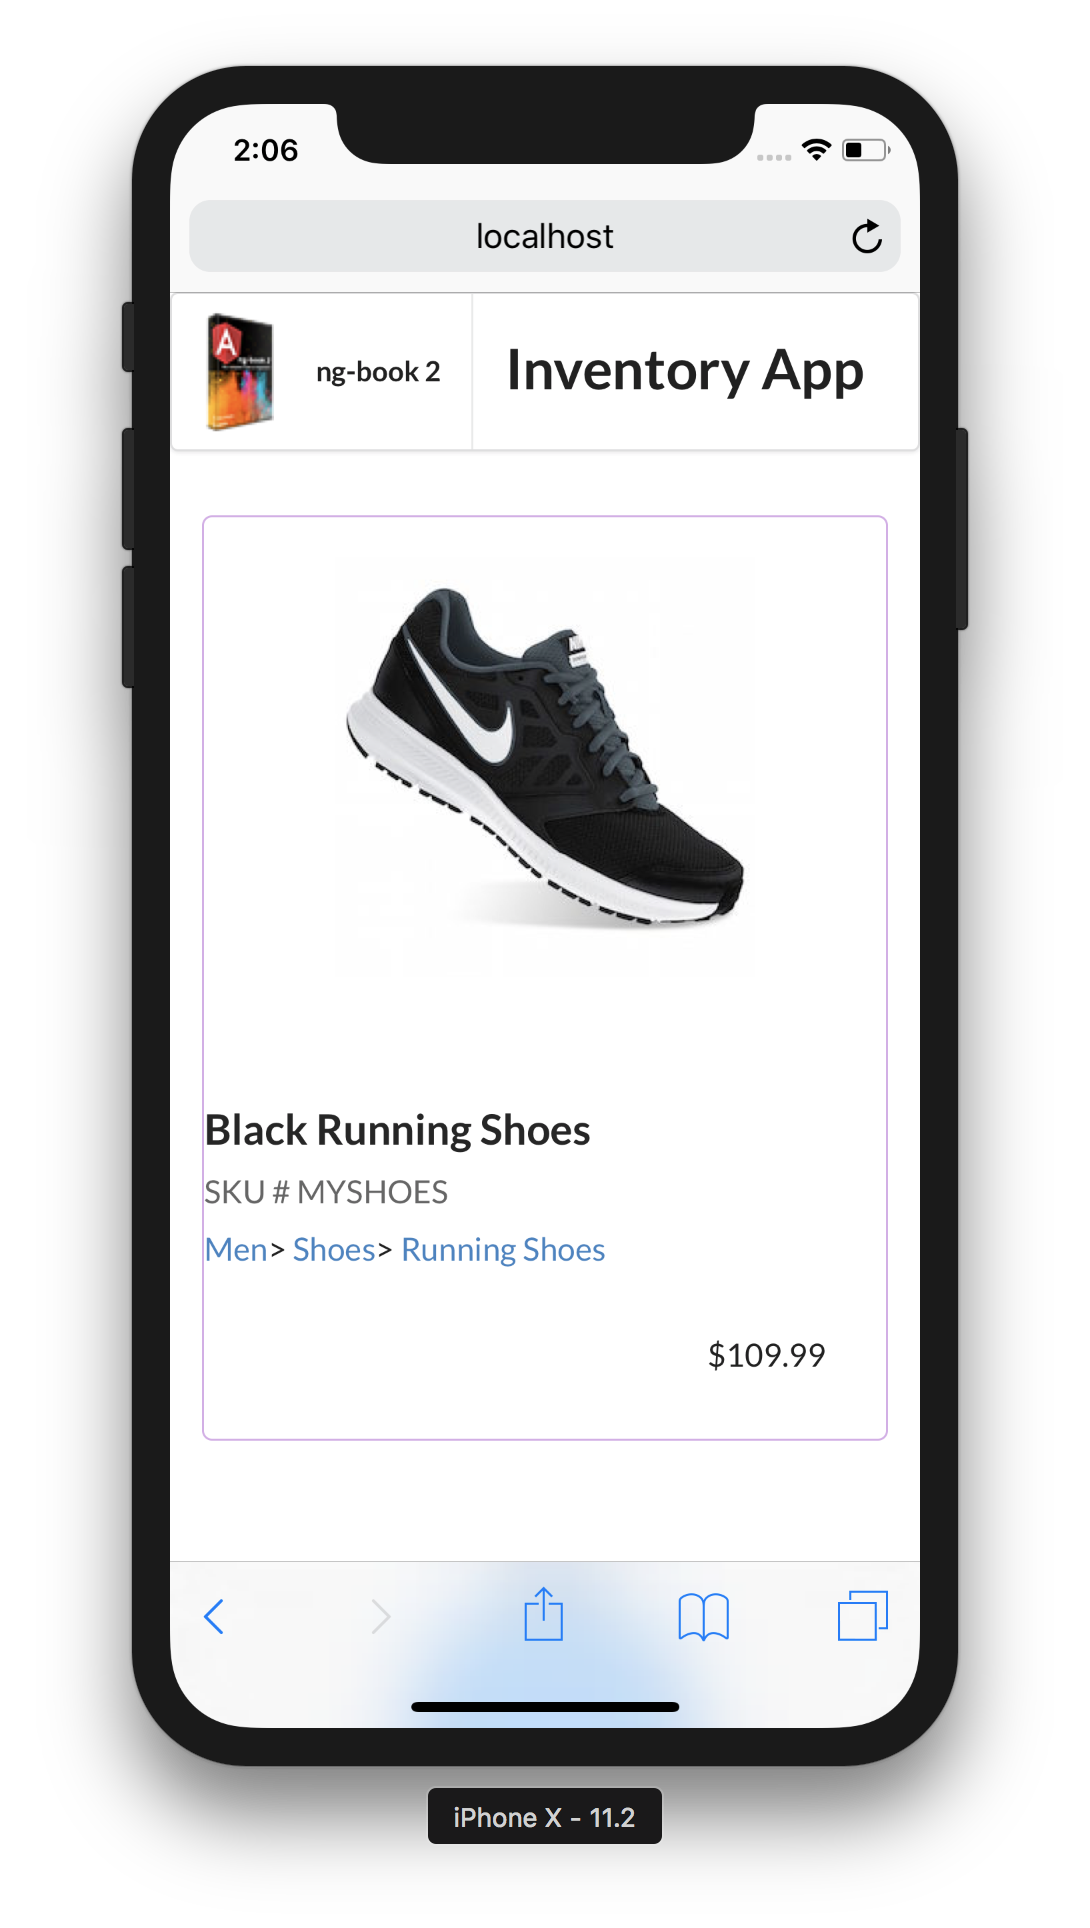 2:06
localhost
ng-book 2
Inventory App
Black Running Shoes
SKU # MYSHOES
Men> Shoes> Running Shoes
$109.99
iPhone X - 11.2